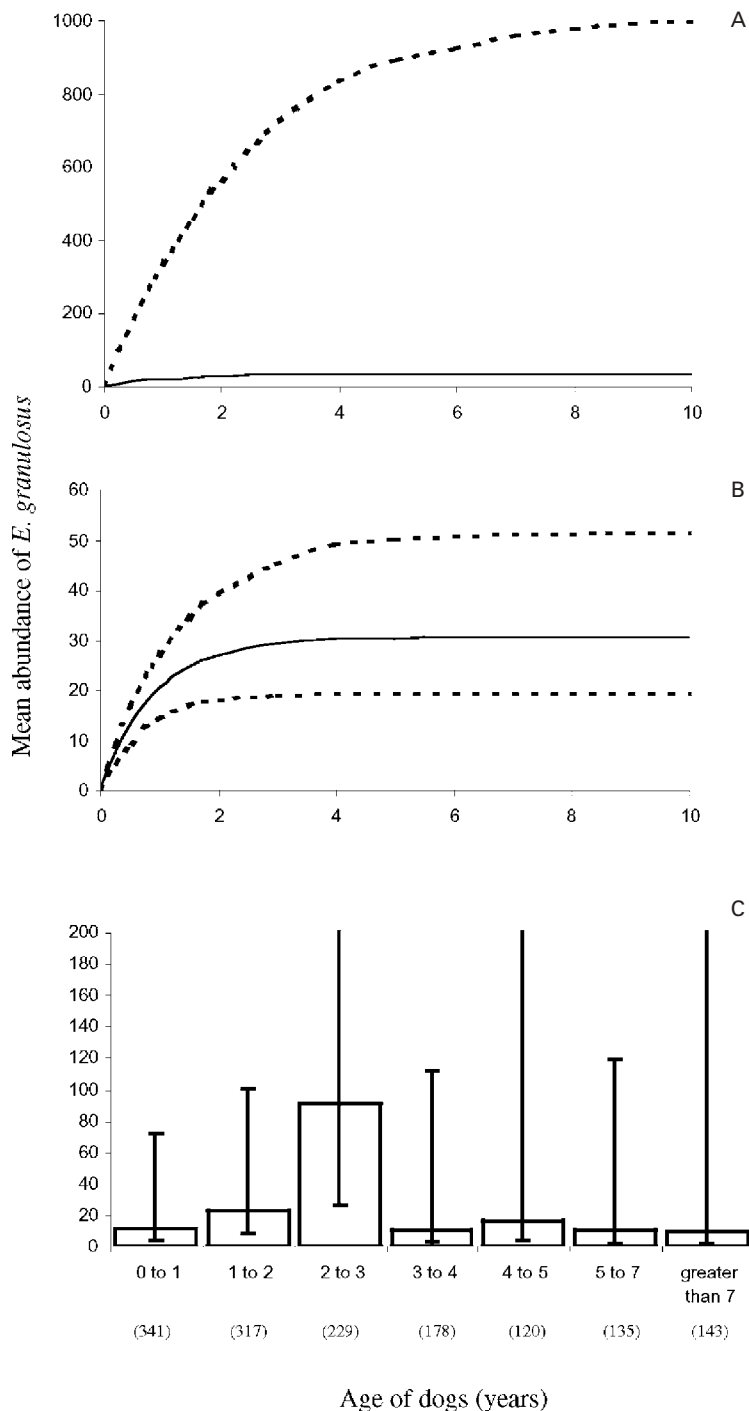 A
1000
800
600
400
200
0
0 2 4 6 8 10
Mean abundance of E. granulosus
B
60
50
40
30
20
10
0
0 2 4 6 8 10
C
200
180
160
140
120
100
80
60
40
20
0
0 to 1 1 to 2 2 to 3 3 to 4 4 to 5 5 to 7 greater
than 7
(341) (317) (229) (178) (120) (135) (143)
Age of dogs (years)